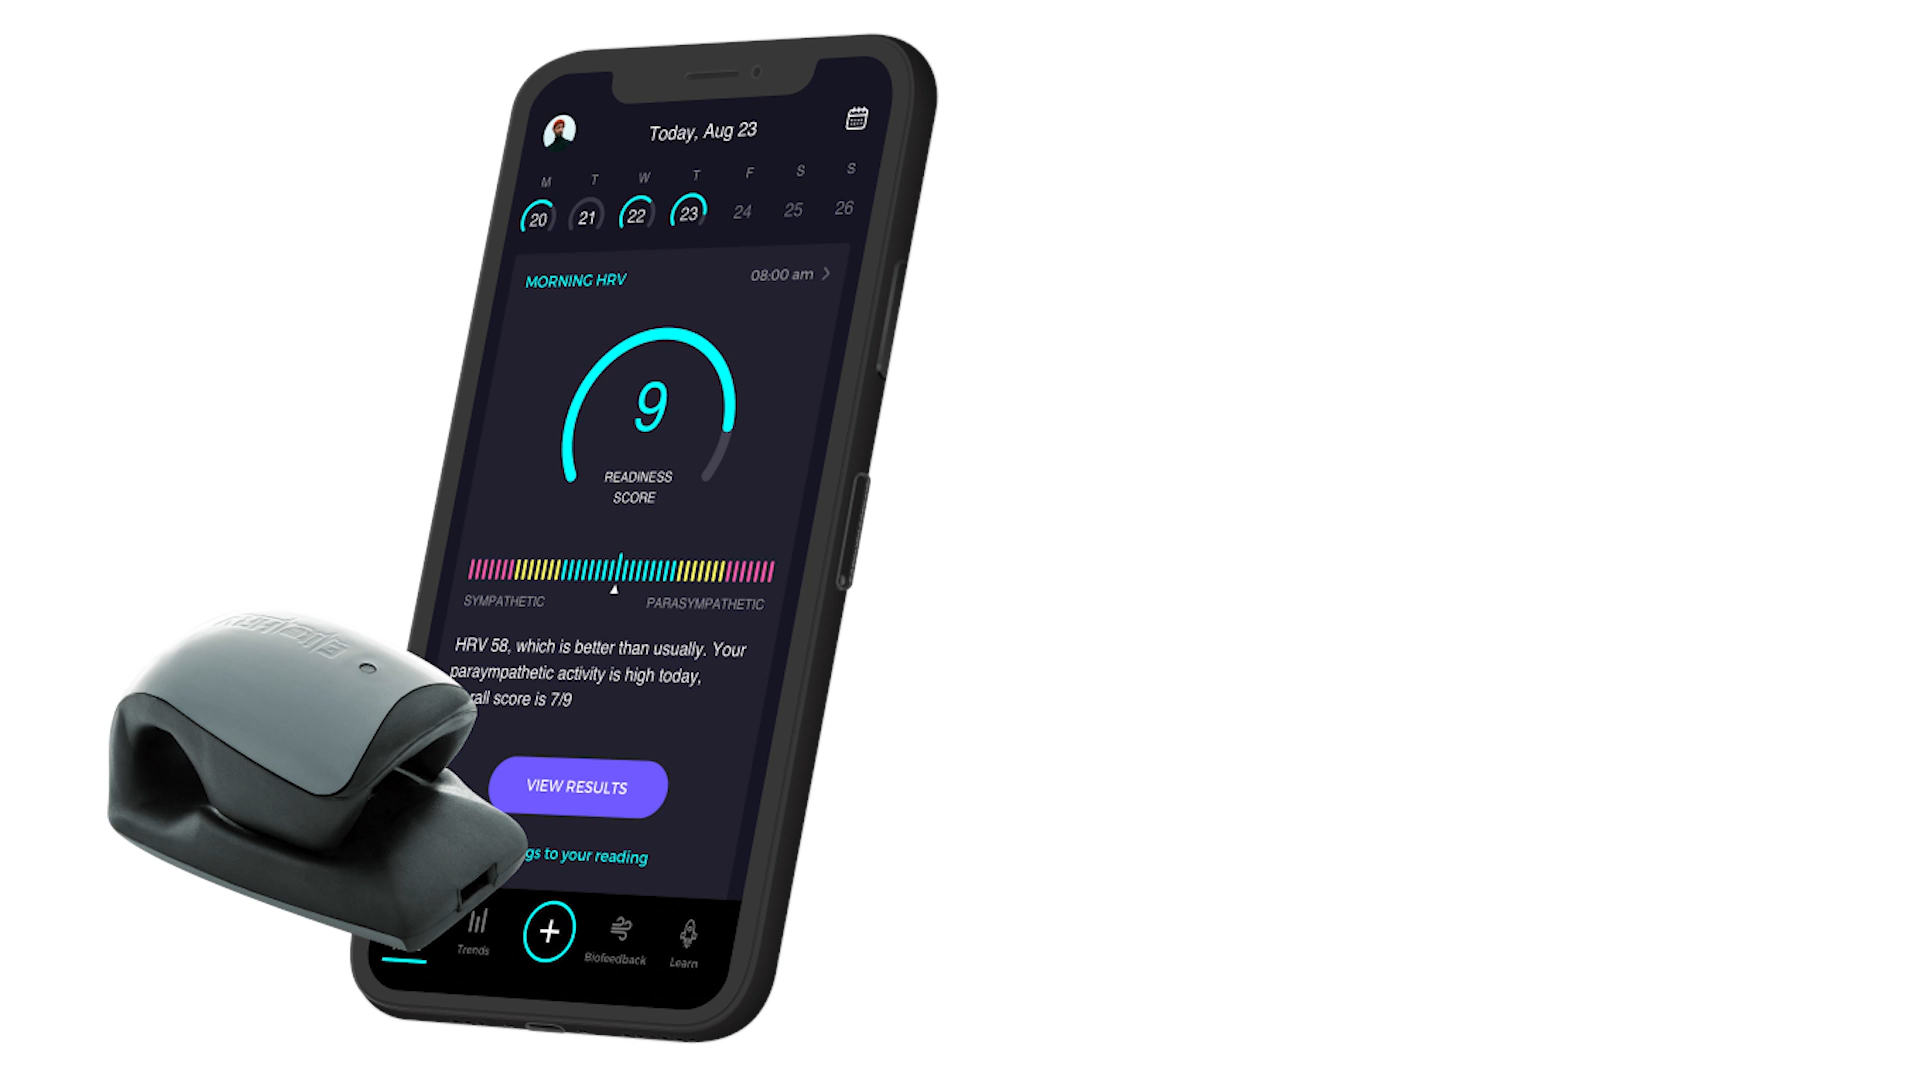 Today, Aug 23
M T W T F S S
20 21 22 23 24 25 26
MORNING HRV 08:00 am
9
READINESS
SCORE
SYMPATHETIC PARASYMPATHETIC
HRV 58, which is better than usually. Your
paraympathetic activity is high today,
score is 7/9
VIEW RESULTS
to your reading
Trends + Biofeedback Learn
eliteHRV